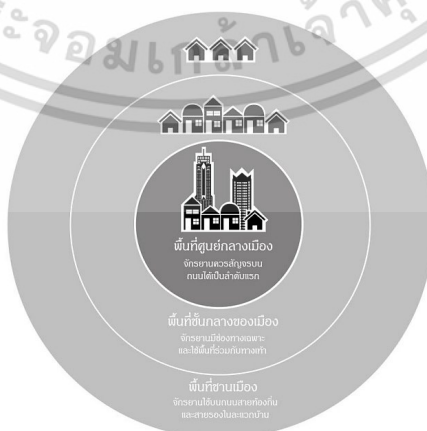 พื้นที่ศูนย์กลางเมือง
จักรยานควรสัญจรบน
ถนนได้เป็นลำดับแรก
พื้นที่ชั้นกลางของเมือง
จักรยานมีช่องทางเฉพาะ
และใช้พื้นที่ร่วมกับทางเท้า
พื้นที่ชานเมือง
จักรยานใช้บนถนนสายท้องถิ่น
และสายรองในละแวกบ้าน